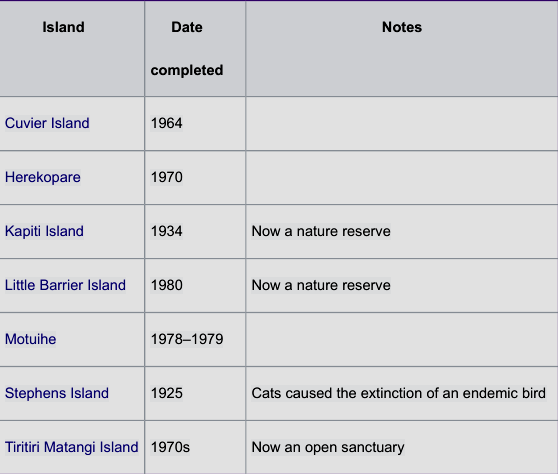 Island Date completed Notes
Cuvier Island 1964
Herekopare 1970
Kapiti Island 1934 Now a nature reserve
Little Barrier Island 1980 Now a nature reserve
Motuihe 1978–1979
Stephens Island 1925 Cats caused the extinction of an endemic bird
Tiritiri Matangi Island 1970s Now an open sanctuary